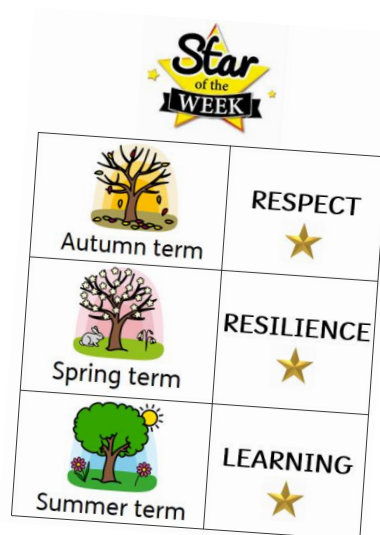 Star
of the
WEEK
RESPECT
Autumn term
RESILIENCE
Spring term
LEARNING
Summer term